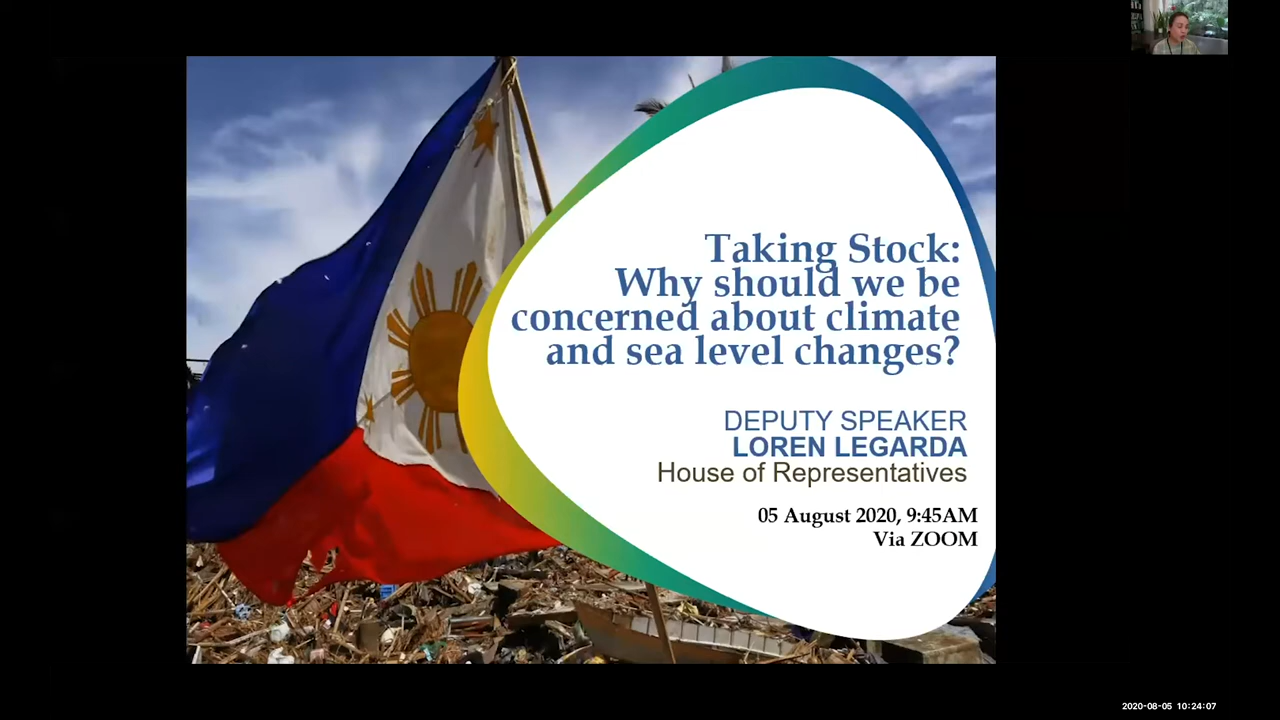 Taking Stock:
Why should we be
concerned about climate
and sea level changes?
DEPUTY SPEAKER
LOREN LEGARDA
House of Representatives
05 August 2020, 9:45AM
Via ZOOM
2020-08-05 10:24:07